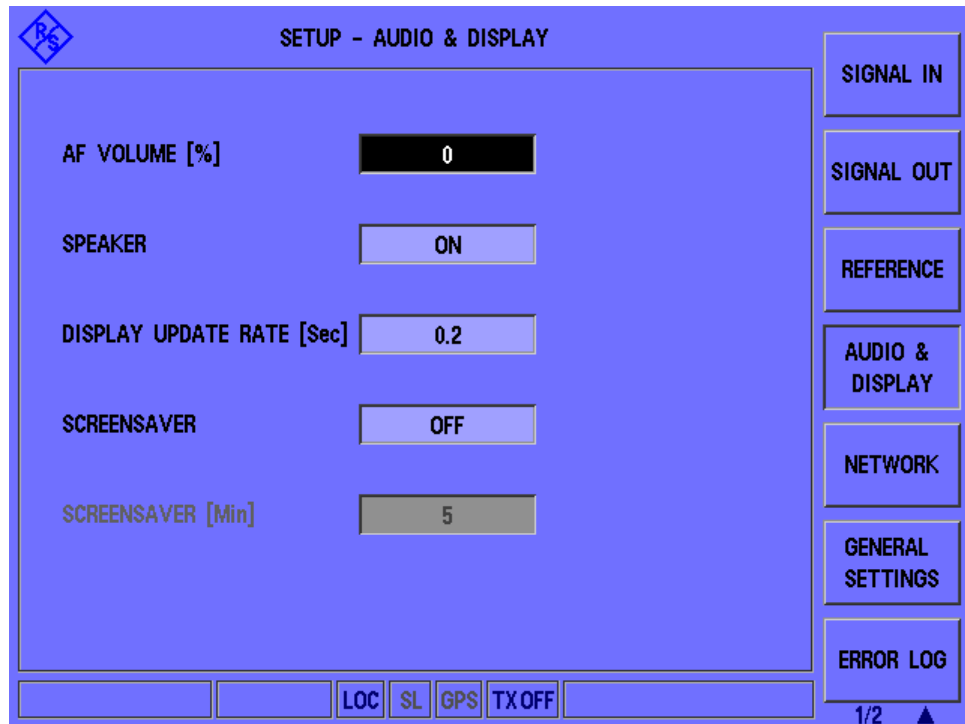 R&S
SETUP - AUDIO & DISPLAY
AF VOLUME [%] 0
SPEAKER ON
DISPLAY UPDATE RATE [Sec] 0.2
SCREENSAVER OFF
SCREENSAVER [Min] 5
LOC SL GPS TX OFF
SIGNAL IN
SIGNAL OUT
REFERENCE
AUDIO &
DISPLAY
NETWORK
GENERAL
SETTINGS
ERROR LOG
1/2 ▲